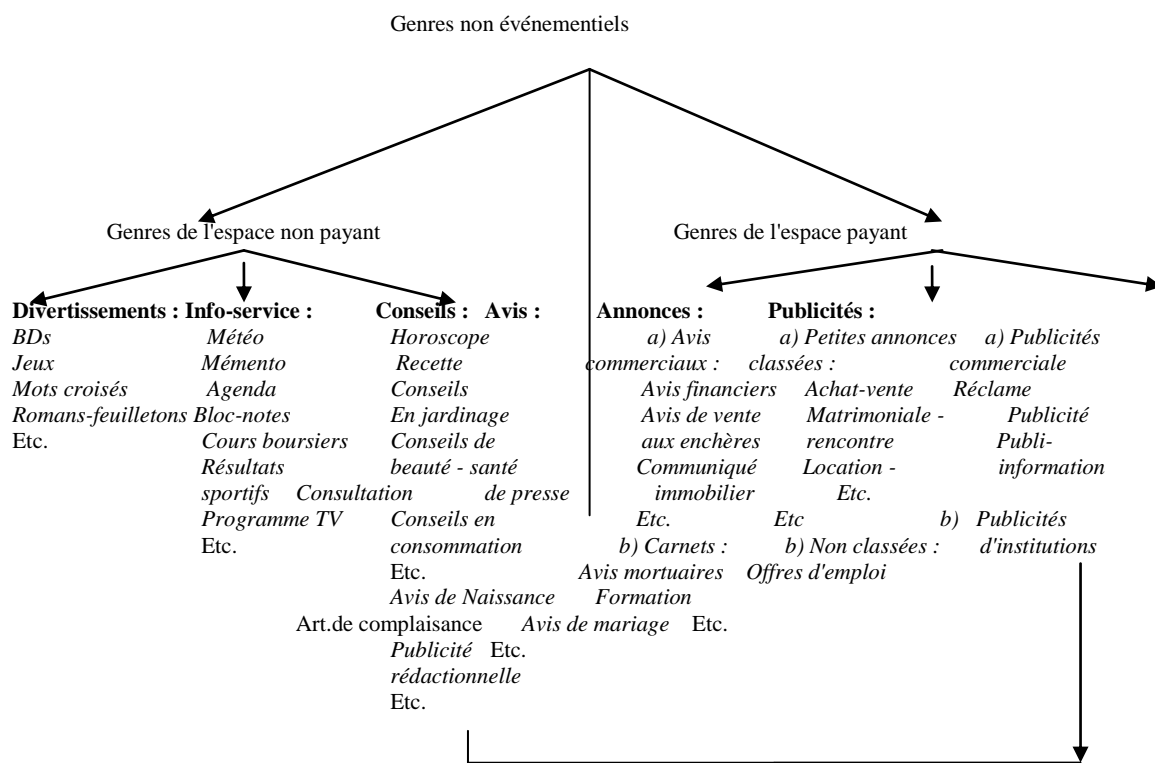 Genres non événementiels
Genres de l'espace non payant Genres de l'espace payant
Divertissements : Info-service : Conseils : Avis : Annonces : Publicités :
BDs Météo Horoscope a) Avis a) Petites annonces a) Publicités
Jeux Mémento Recette commerciaux : classées : commerciale
Mots croisés Agenda Conseils Avis financiers Achat-vente Réclame
Romans-feuilletons Bloc-notes En jardinage Avis de vente Matrimoniale - Publicité
Etc. Cours boursiers Conseils de aux enchères rencontre Publi-
Résultats beauté - santé Communiqué Location - information
sportifs Consultation de presse immobilier Etc.
Programme TV Conseils en Etc. Etc b) Publicités
Etc. consommation b) Carnets : b) Non classées : d'institutions
Etc. Avis mortuaires Offres d'emploi
Avis de Naissance Formation
Art.de complaisance Avis de mariage Etc.
Publicité Etc.
rédactionnelle
Etc.